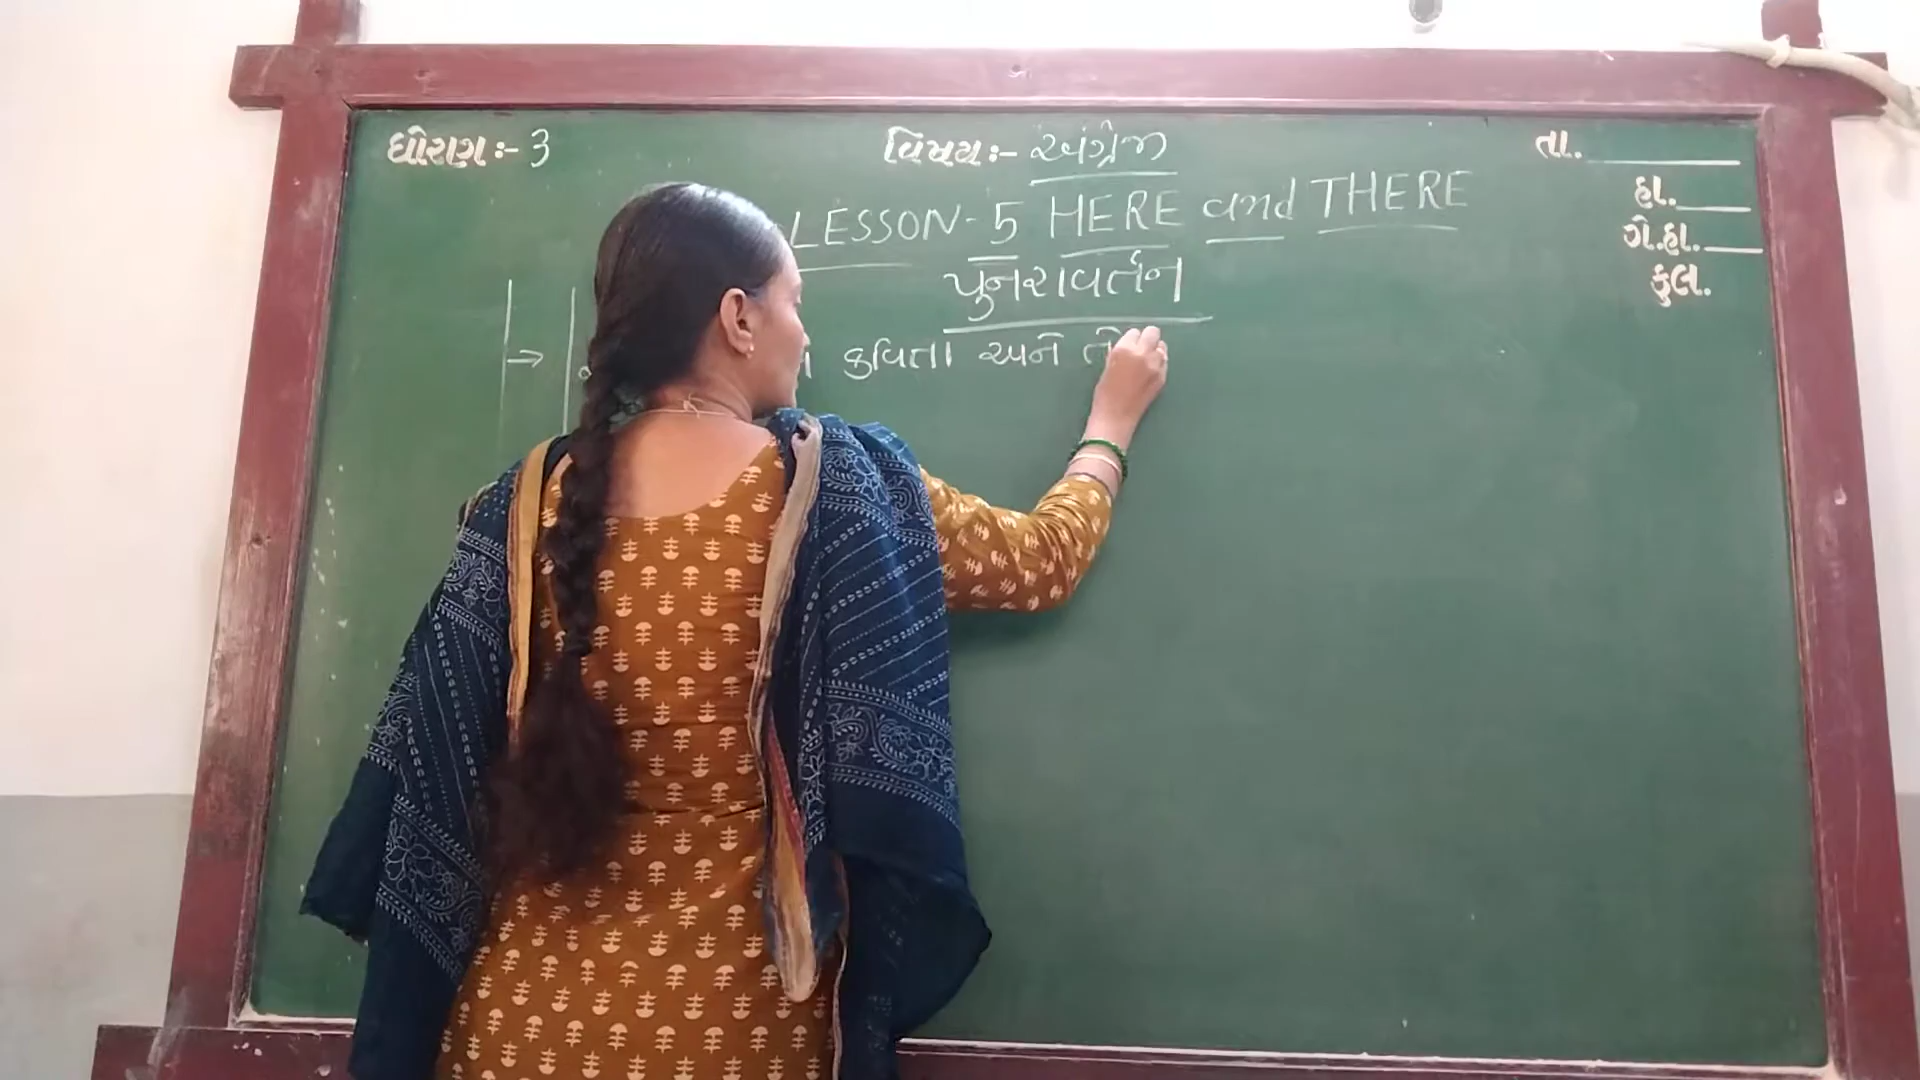 ધોરણ:- 3
વિષય:- અંગ્રેજી
તા.
હા.
ગે.હા.
કુલ.
LESSON-5 HERE and THERE
પુનરાવર્તન
→ કવિતા અને